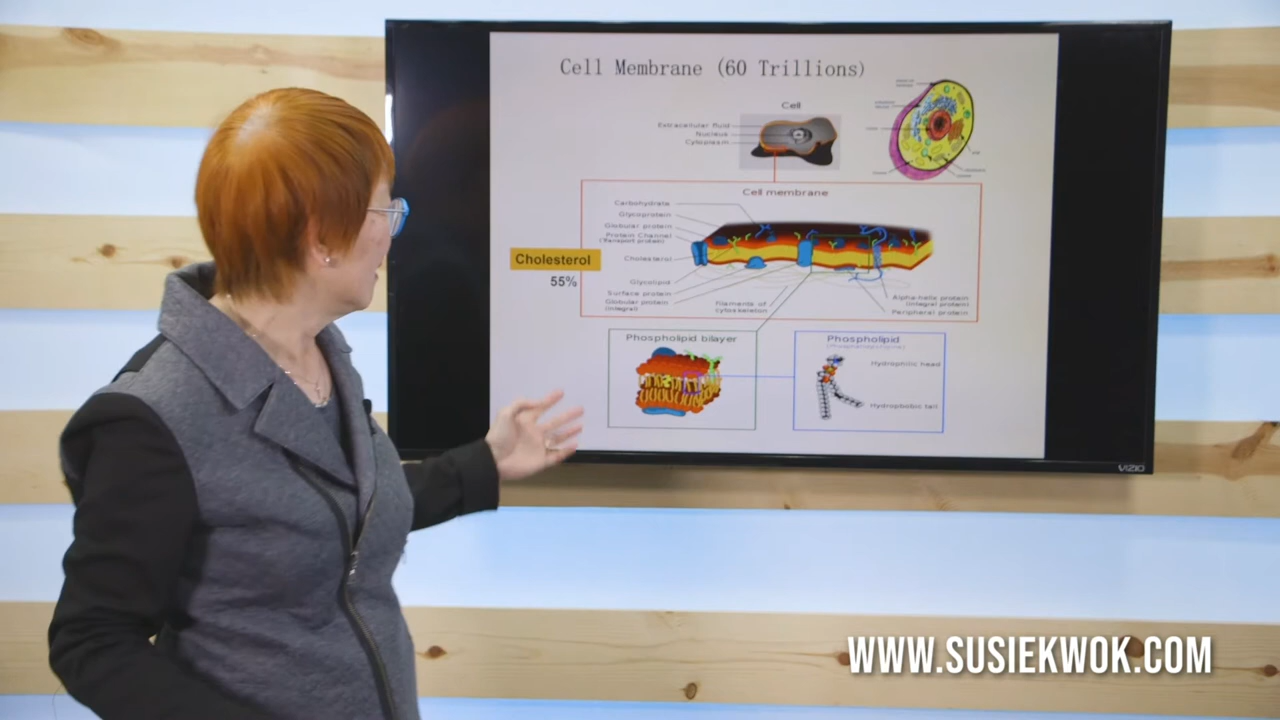 Cell Membrane (60 Trillions)
Cell
Extracellular fluid
Nucleus
Cytoplasm
Cell membrane
Carbohydrate
Glycoprotein
Globular protein
Protein Channel
(transport protein)
Cholesterol
Cholesterol
55%
Glycolipid
Surface protein
Globular protein
(integral)
Filaments of
cytoskeleton
Alpha-helix protein
(integral protein)
Peripheral protein
Phospholipid bilayer
Phospholipid
Hydrophilic head
Hydrophobic tail
VIZIO
WWW.SUSIEKWOK.COM